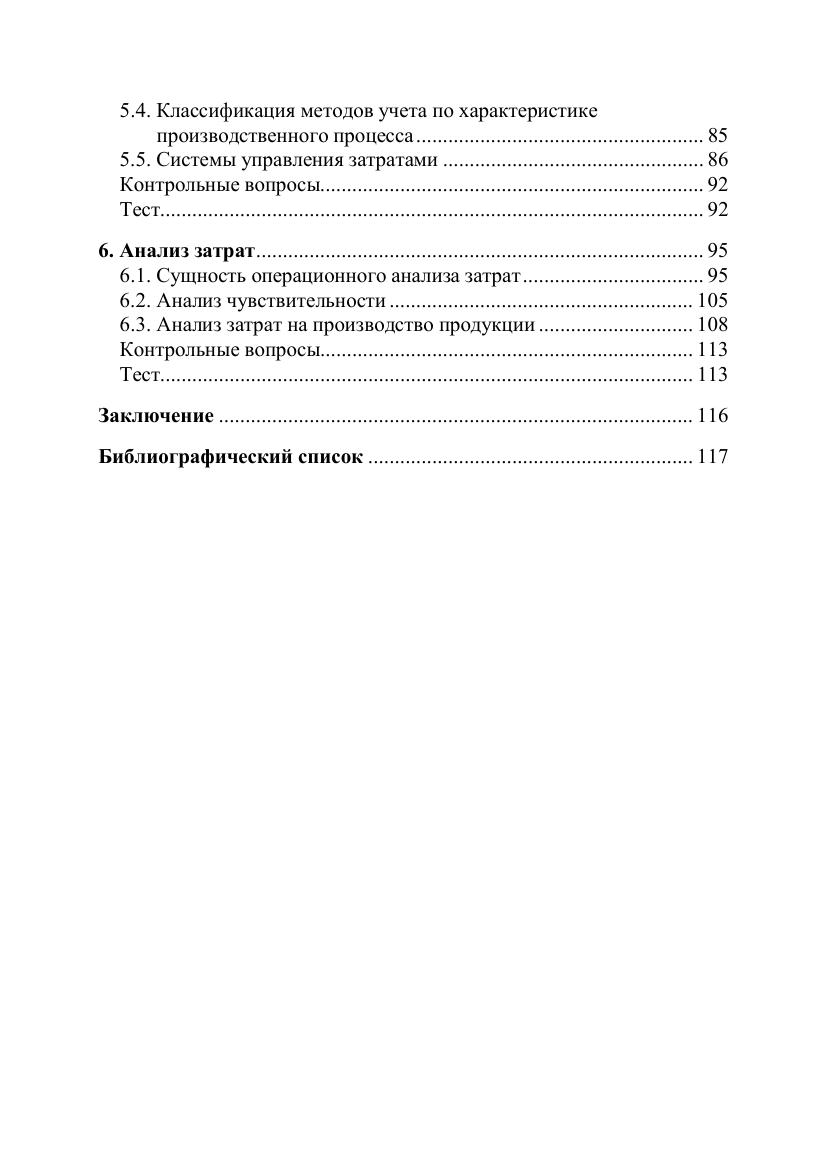 5.4. Классификация методов учета по характеристике
производственного процесса ...................................................... 85
5.5. Системы управления затратами ................................................. 86
Контрольные вопросы........................................................................ 92
Тест...................................................................................................... 92
6. Анализ затрат.................................................................................... 95
6.1. Сущность операционного анализа затрат.................................. 95
6.2. Анализ чувствительности ......................................................... 105
6.3. Анализ затрат на производство продукции ............................. 108
Контрольные вопросы...................................................................... 113
Тест.................................................................................................... 113
Заключение ......................................................................................... 116
Библиографический список ............................................................. 117